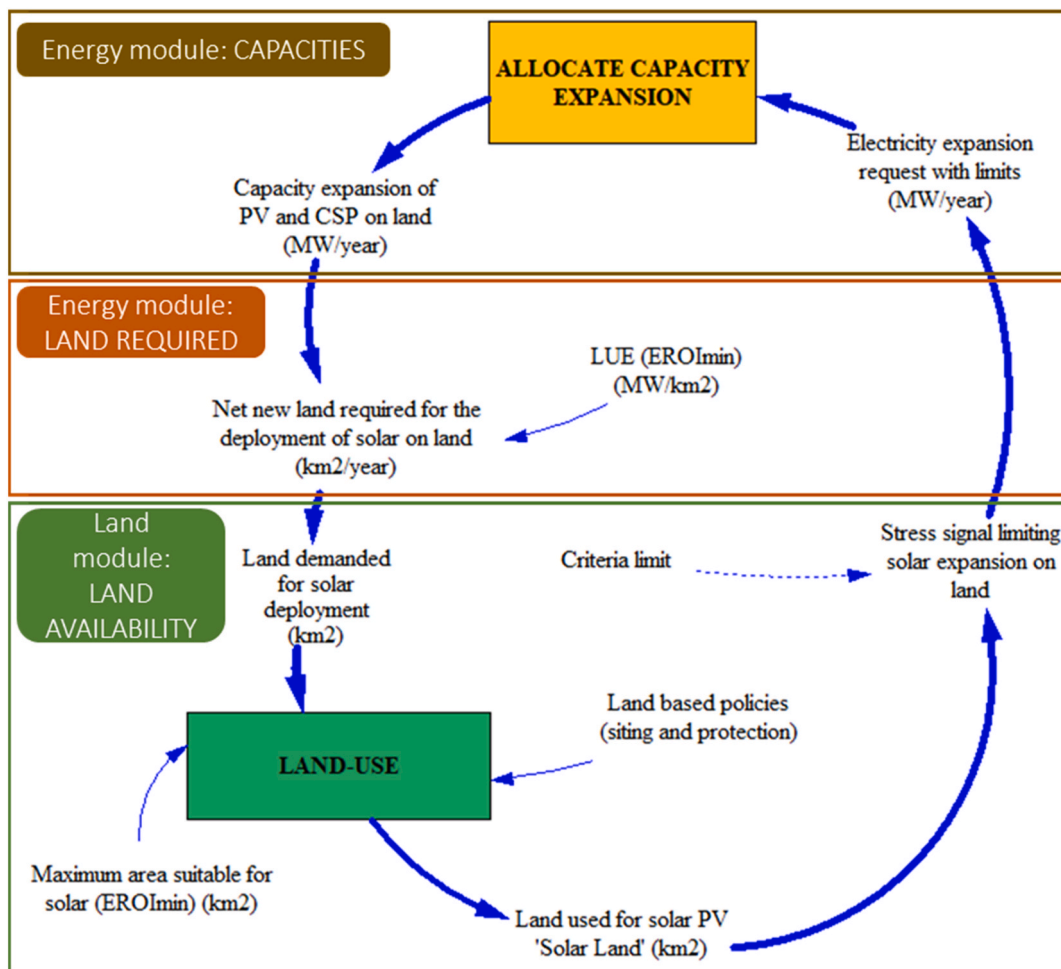 Energy module: CAPACITIES
ALLOCATE CAPACITY
EXPANSION
Electricity expansion
request with limits
(MW/year)
Capacity expansion of
PV and CSP on land
(MW/year)
Energy module:
LAND REQUIRED
LUE (EROImin)
(MW/km2)
Net new land required for the
deployment of solar on land
(km2/year)
Land
module:
LAND
AVAILABILITY
Land demanded
for solar
deployment
(km2)
Criteria limit
Stress signal limiting
solar expansion on
land
Land based policies
(siting and protection)
LAND-USE
Maximum area suitable for
solar (EROImin) (km2)
Land used for solar PV
'Solar Land' (km2)